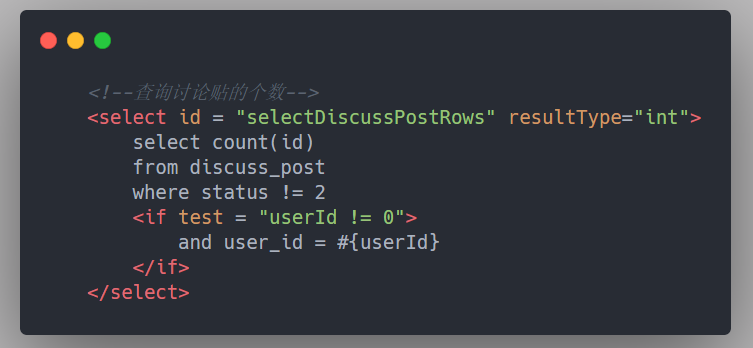 <!--查询讨论贴的个数-->
<select id = "selectDiscussPostRows" resultType="int">
select count(id)
from discuss_post
where status != 2
<if test = "userId != 0">
and user_id = #{userId}
</if>
</select>